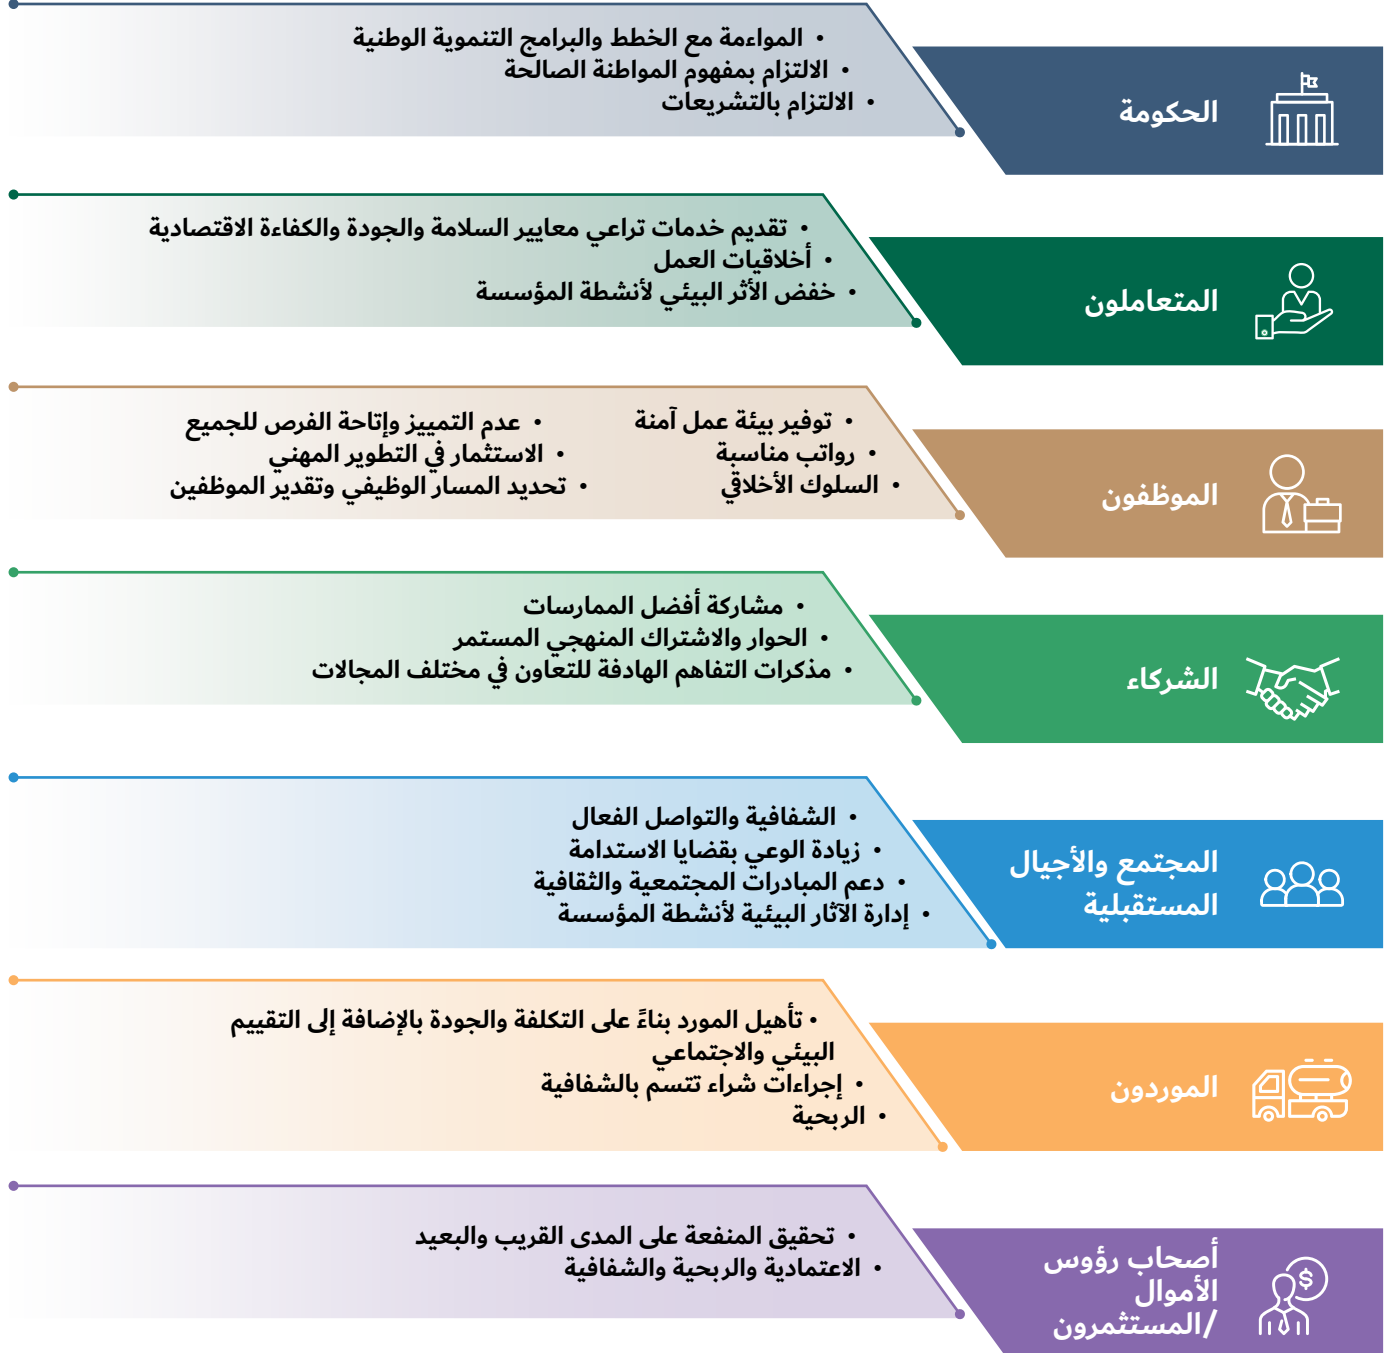 الحكومة
• المواءمة مع الخطط والبرامج التنموية الوطنية
• الالتزام بمفهوم المواطنة الصالحة
• الالتزام بالتشريعات
المتعاملون
• تقديم خدمات تراعي معايير السلامة والجودة والكفاءة الاقتصادية
• أخلاقيات العمل
• خفض الأثر البيئي لأنشطة المؤسسة
الموظفون
• توفير بيئة عمل آمنة
• رواتب مناسبة
• السلوك الأخلاقي
• عدم التمييز وإتاحة الفرص للجميع
• الاستثمار في التطوير المهني
• تحديد المسار الوظيفي وتقدير الموظفين
الشركاء
• مشاركة أفضل الممارسات
• الحوار والاشتراك المنهجي المستمر
• مذكرات التفاهم الهادفة للتعاون في مختلف المجالات
المجتمع والأجيال
المستقبلية
• الشفافية والتواصل الفعال
• زيادة الوعي بقضايا الاستدامة
• دعم المبادرات المجتمعية والثقافية
• إدارة الآثار البيئية لأنشطة المؤسسة
الموردون
• تأهيل المورد بناءً على التكلفة والجودة بالإضافة إلى التقييم
البيئي والاجتماعي
• إجراءات شراء تتسم بالشفافية
• الربحية
أصحاب رؤوس
الأموال
/المستثمرون
$
• تحقيق المنفعة على المدى القريب والبعيد
• الاعتمادية والربحية والشفافية